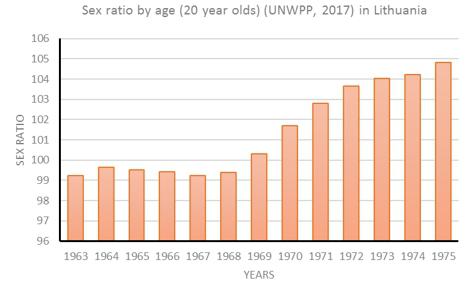 Sex ratio by age (20 year olds) (UNWPP, 2017) in Lithuania
106
105
104
103
102
101
100
99
98
97
96
SEX RATIO
1963 1964 1965 1966 1967 1968 1969 1970 1971 1972 1973 1974 1975
YEARS